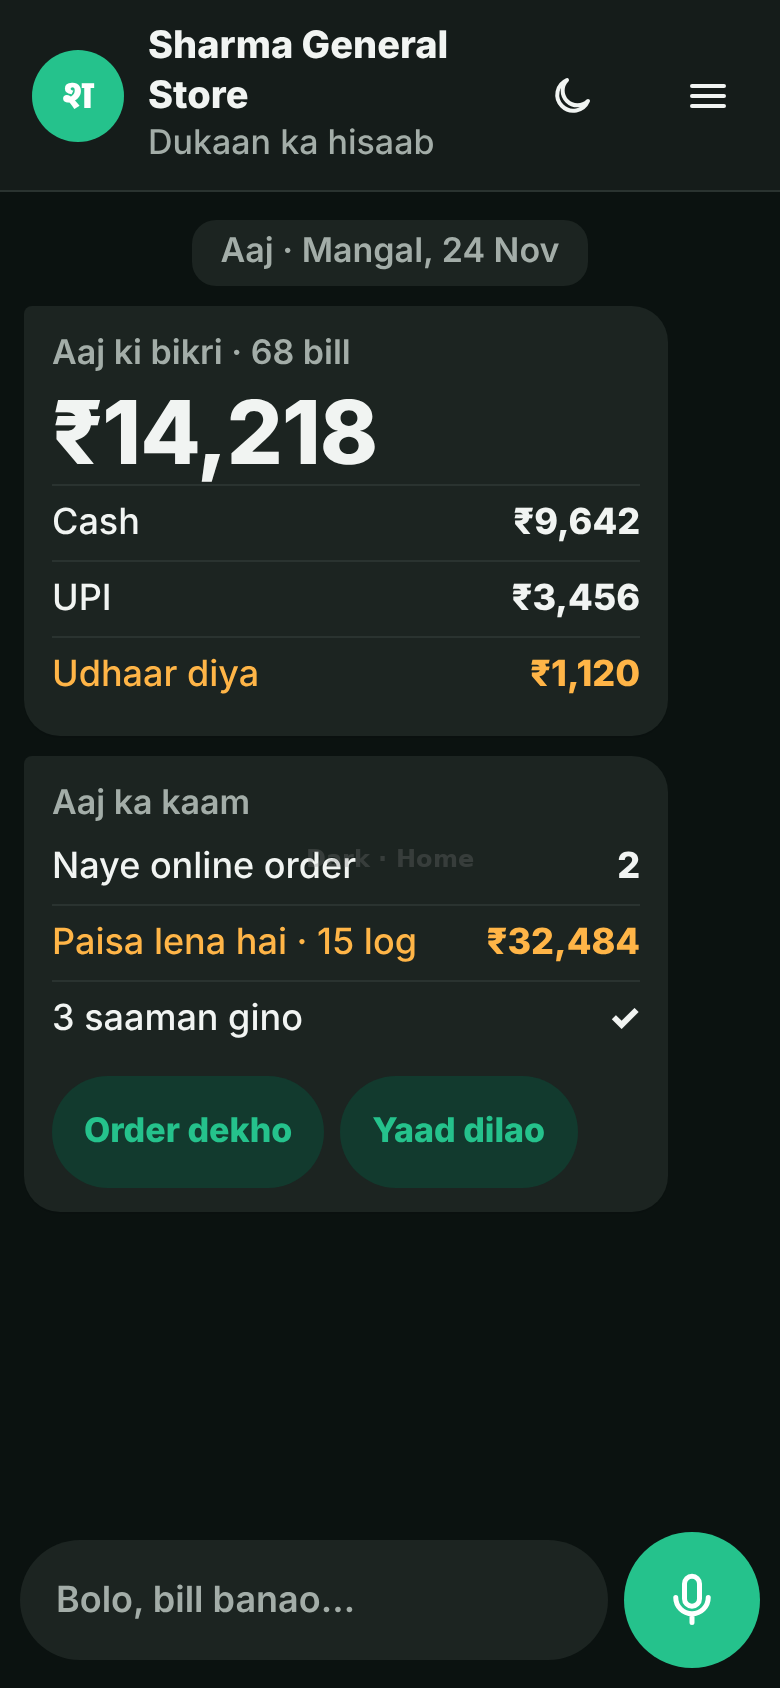 श
Sharma General
Store
Dukaan ka hisaab
Aaj · Mangal, 24 Nov
Aaj ki bikri · 68 bill
₹14,218
Cash ₹9,642
UPI ₹3,456
Udhaar diya ₹1,120
Aaj ka kaam
Dark · Home
Naye online order 2
Paisa lena hai · 15 log ₹32,484
3 saaman gino ✓
Order dekho Yaad dilao
Bolo, bill banao...